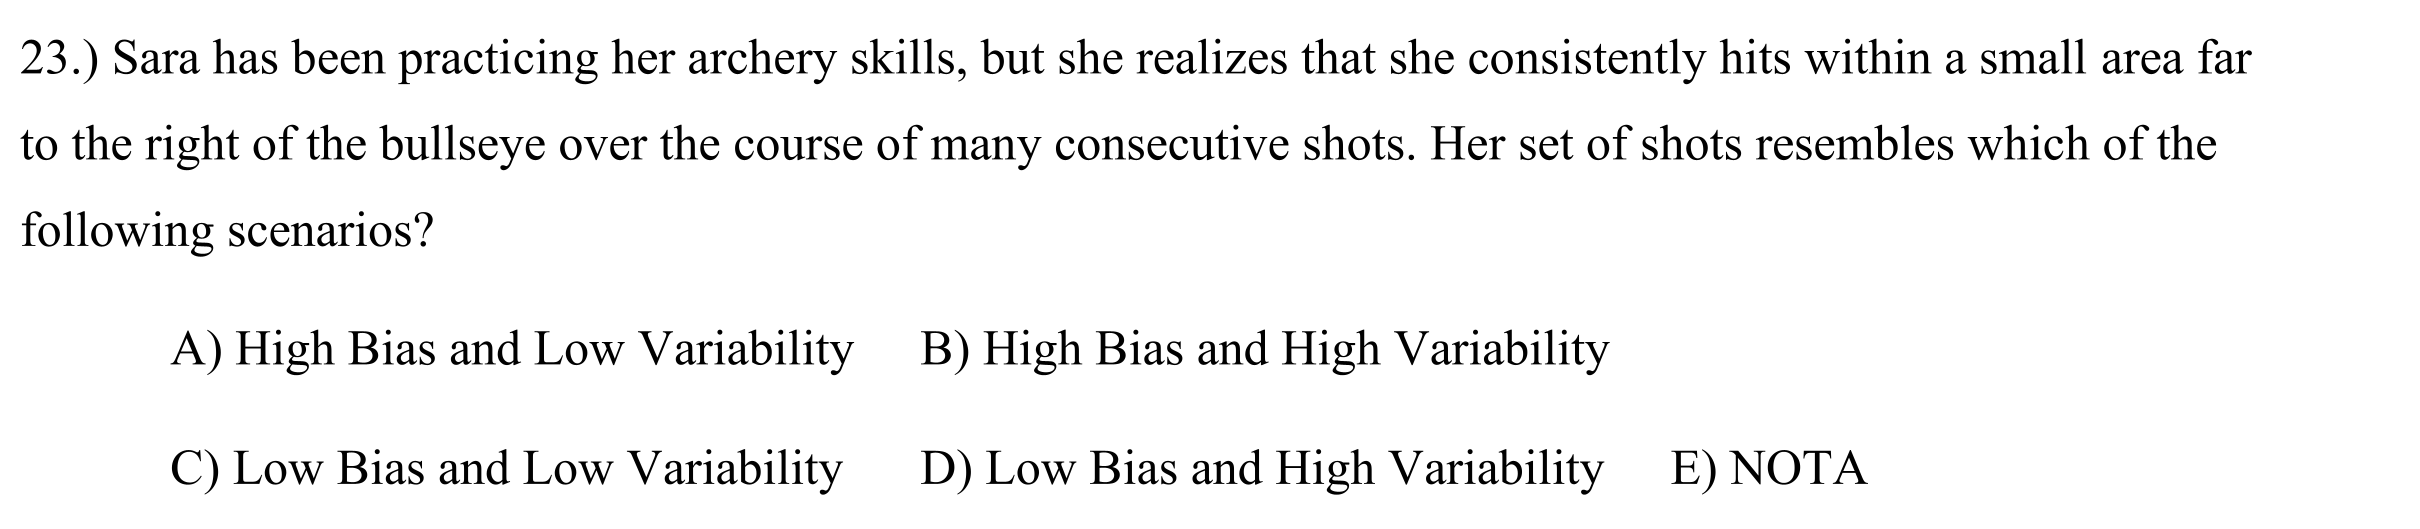 23.) Sara has been practicing her archery skills, but she realizes that she consistently hits within a small area far
to the right of the bullseye over the course of many consecutive shots. Her set of shots resembles which of the
following scenarios?
A) High Bias and Low Variability B) High Bias and High Variability
C) Low Bias and Low Variability D) Low Bias and High Variability E) NOTA